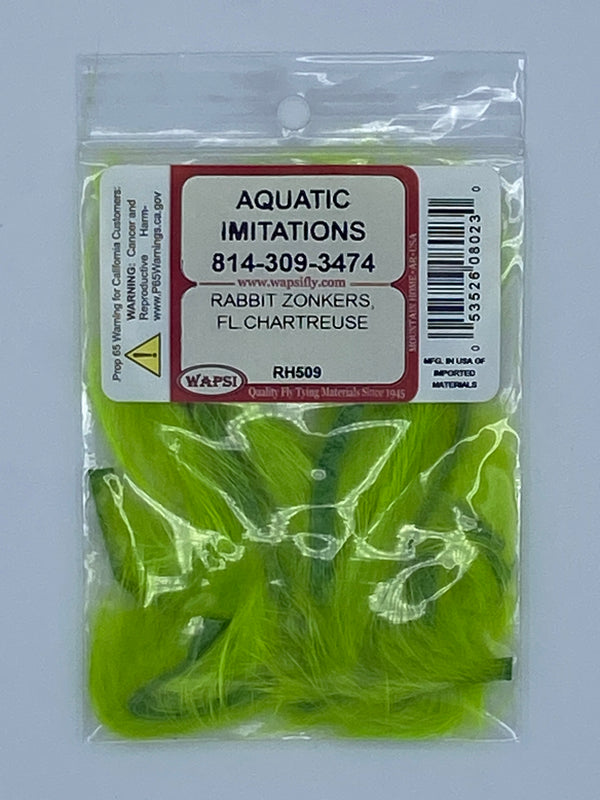 AQUATIC
IMITATIONS
814-309-3474
www.wapsifly.com
RABBIT ZONKERS,
FL.CHARTREUSE
RH509
WAPSI
Quality Fly Tying Materials Since 1945
MOUNTAIN HOME · AR · USA
Prop 65 Warning for California Customers:
WARNING: Cancer and
Reproductive Harm-
www.P65Warnings.ca.gov
0 53526 08023 0
MFG. IN USA OF
IMPORTED
MATERIALS